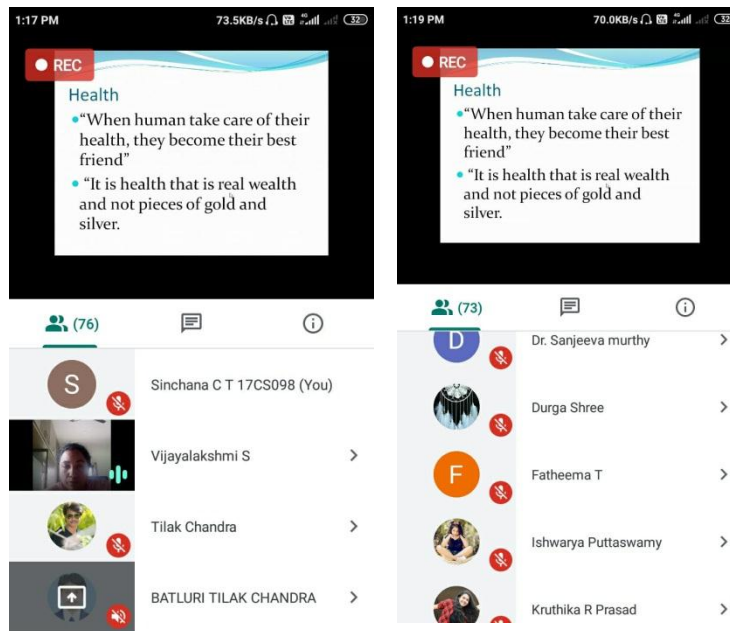 1:17 PM 73.5KB/s 4G 32
REC
Health
•“When human take care of their
health, they become their best
friend”
• “It is health that is real wealth
and not pieces of gold and
silver.
(76)
S
Sinchana C T 17CS098 (You)
Vijayalakshmi S
Tilak Chandra
BATLURI TILAK CHANDRA
1:19 PM 70.0KB/s 4G 32
REC
Health
•“When human take care of their
health, they become their best
friend”
• “It is health that is real wealth
and not pieces of gold and
silver.
(73)
D
Dr. Sanjeeva murthy
Durga Shree
F
Fatheema T
Ishwarya Puttaswamy
Kruthika R Prasad